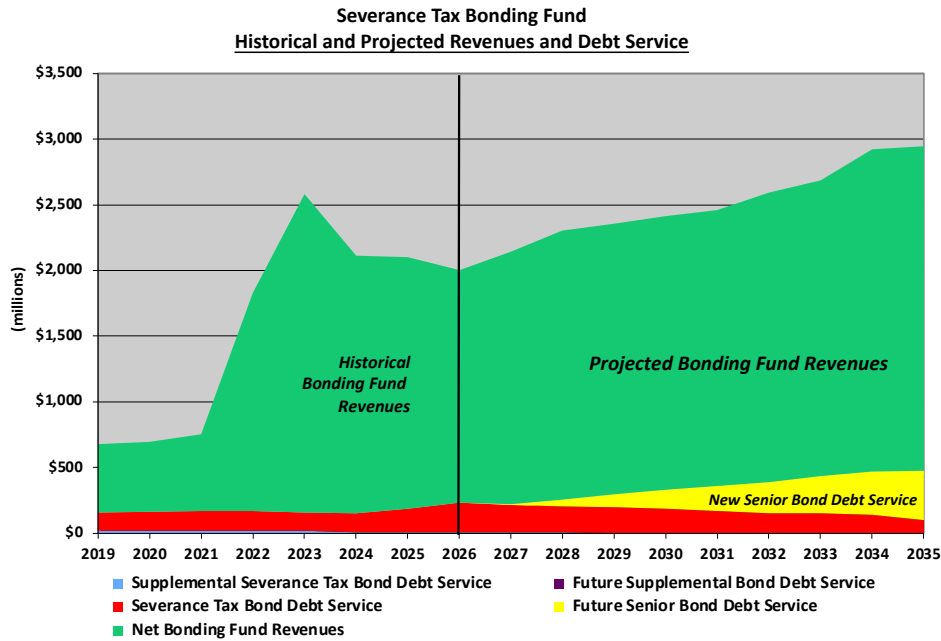 Severance Tax Bonding Fund
Historical and Projected Revenues and Debt Service
$3,500
$3,000
$2,500
$2,000
$1,500
$1,000
$500
$0
(millions)
Historical
Bonding Fund
Revenues
Projected Bonding Fund Revenues
New Senior Bond Debt Service
2019 2020 2021 2022 2023 2024 2025 2026 2027 2028 2029 2030 2031 2032 2033 2034 2035
Supplemental Severance Tax Bond Debt Service
Future Supplemental Bond Debt Service
Severance Tax Bond Debt Service
Future Senior Bond Debt Service
Net Bonding Fund Revenues